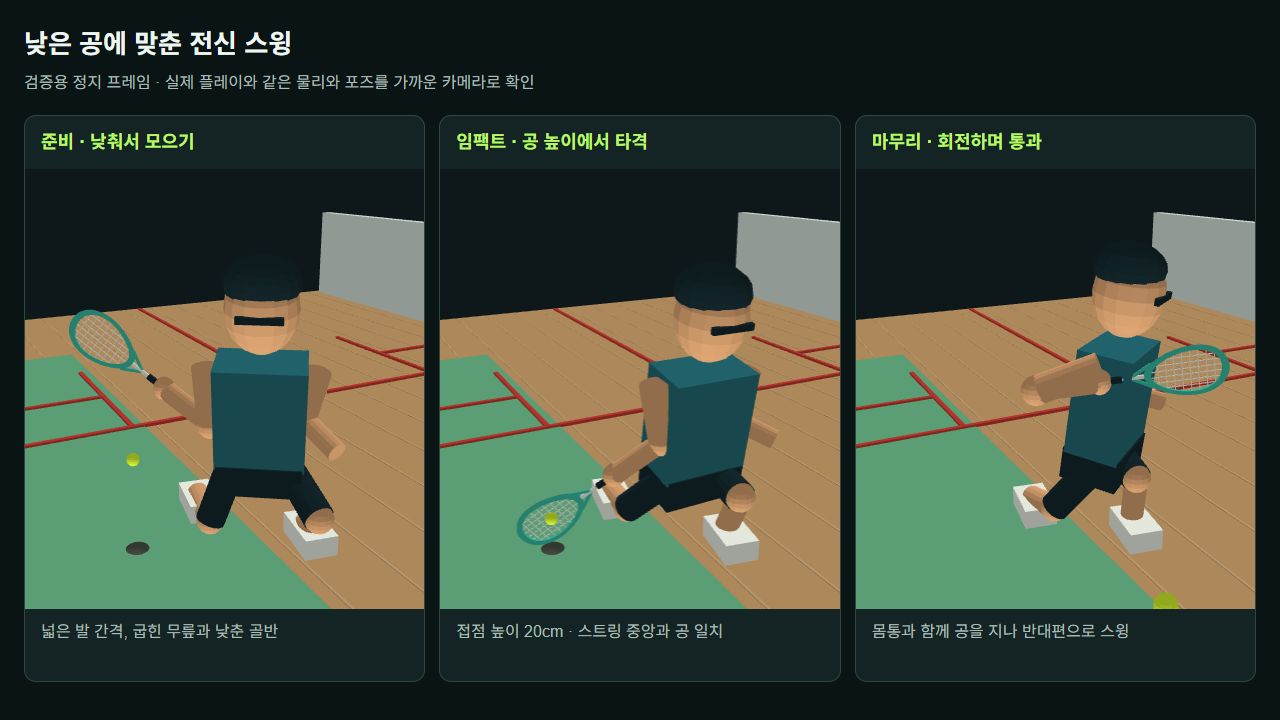 낮은 공에 맞춘 전신 스윙
검증용 정지 프레임 · 실제 플레이와 같은 물리와 포즈를 가까운 카메라로 확인
준비 · 낮춰서 모으기
임팩트 · 공 높이에서 타격
마무리 · 회전하며 통과
넓은 발 간격, 굽힌 무릎과 낮춘 골반
접점 높이 20cm · 스트링 중앙과 공 일치
몸통과 함께 공을 지나 반대편으로 스윙